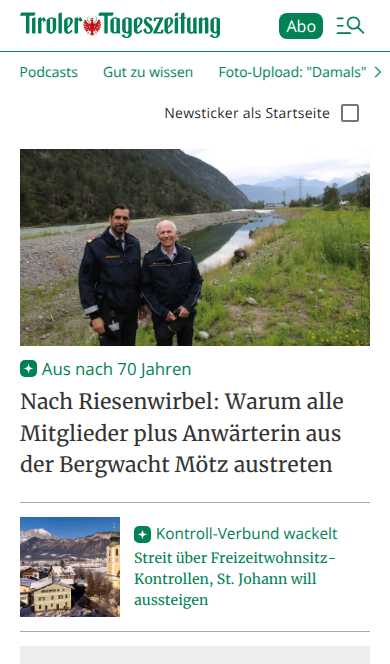 Tiroler Tageszeitung
Abo
Podcasts Gut zu wissen Foto-Upload: "Damals"
Newsticker als Startseite
Aus nach 70 Jahren
Nach Riesenwirbel: Warum alle
Mitglieder plus Anwärterin aus
der Bergwacht Mötz austreten
Kontroll-Verbund wackelt
Streit über Freizeitwohnsitz-
Kontrollen, St. Johann will
aussteigen